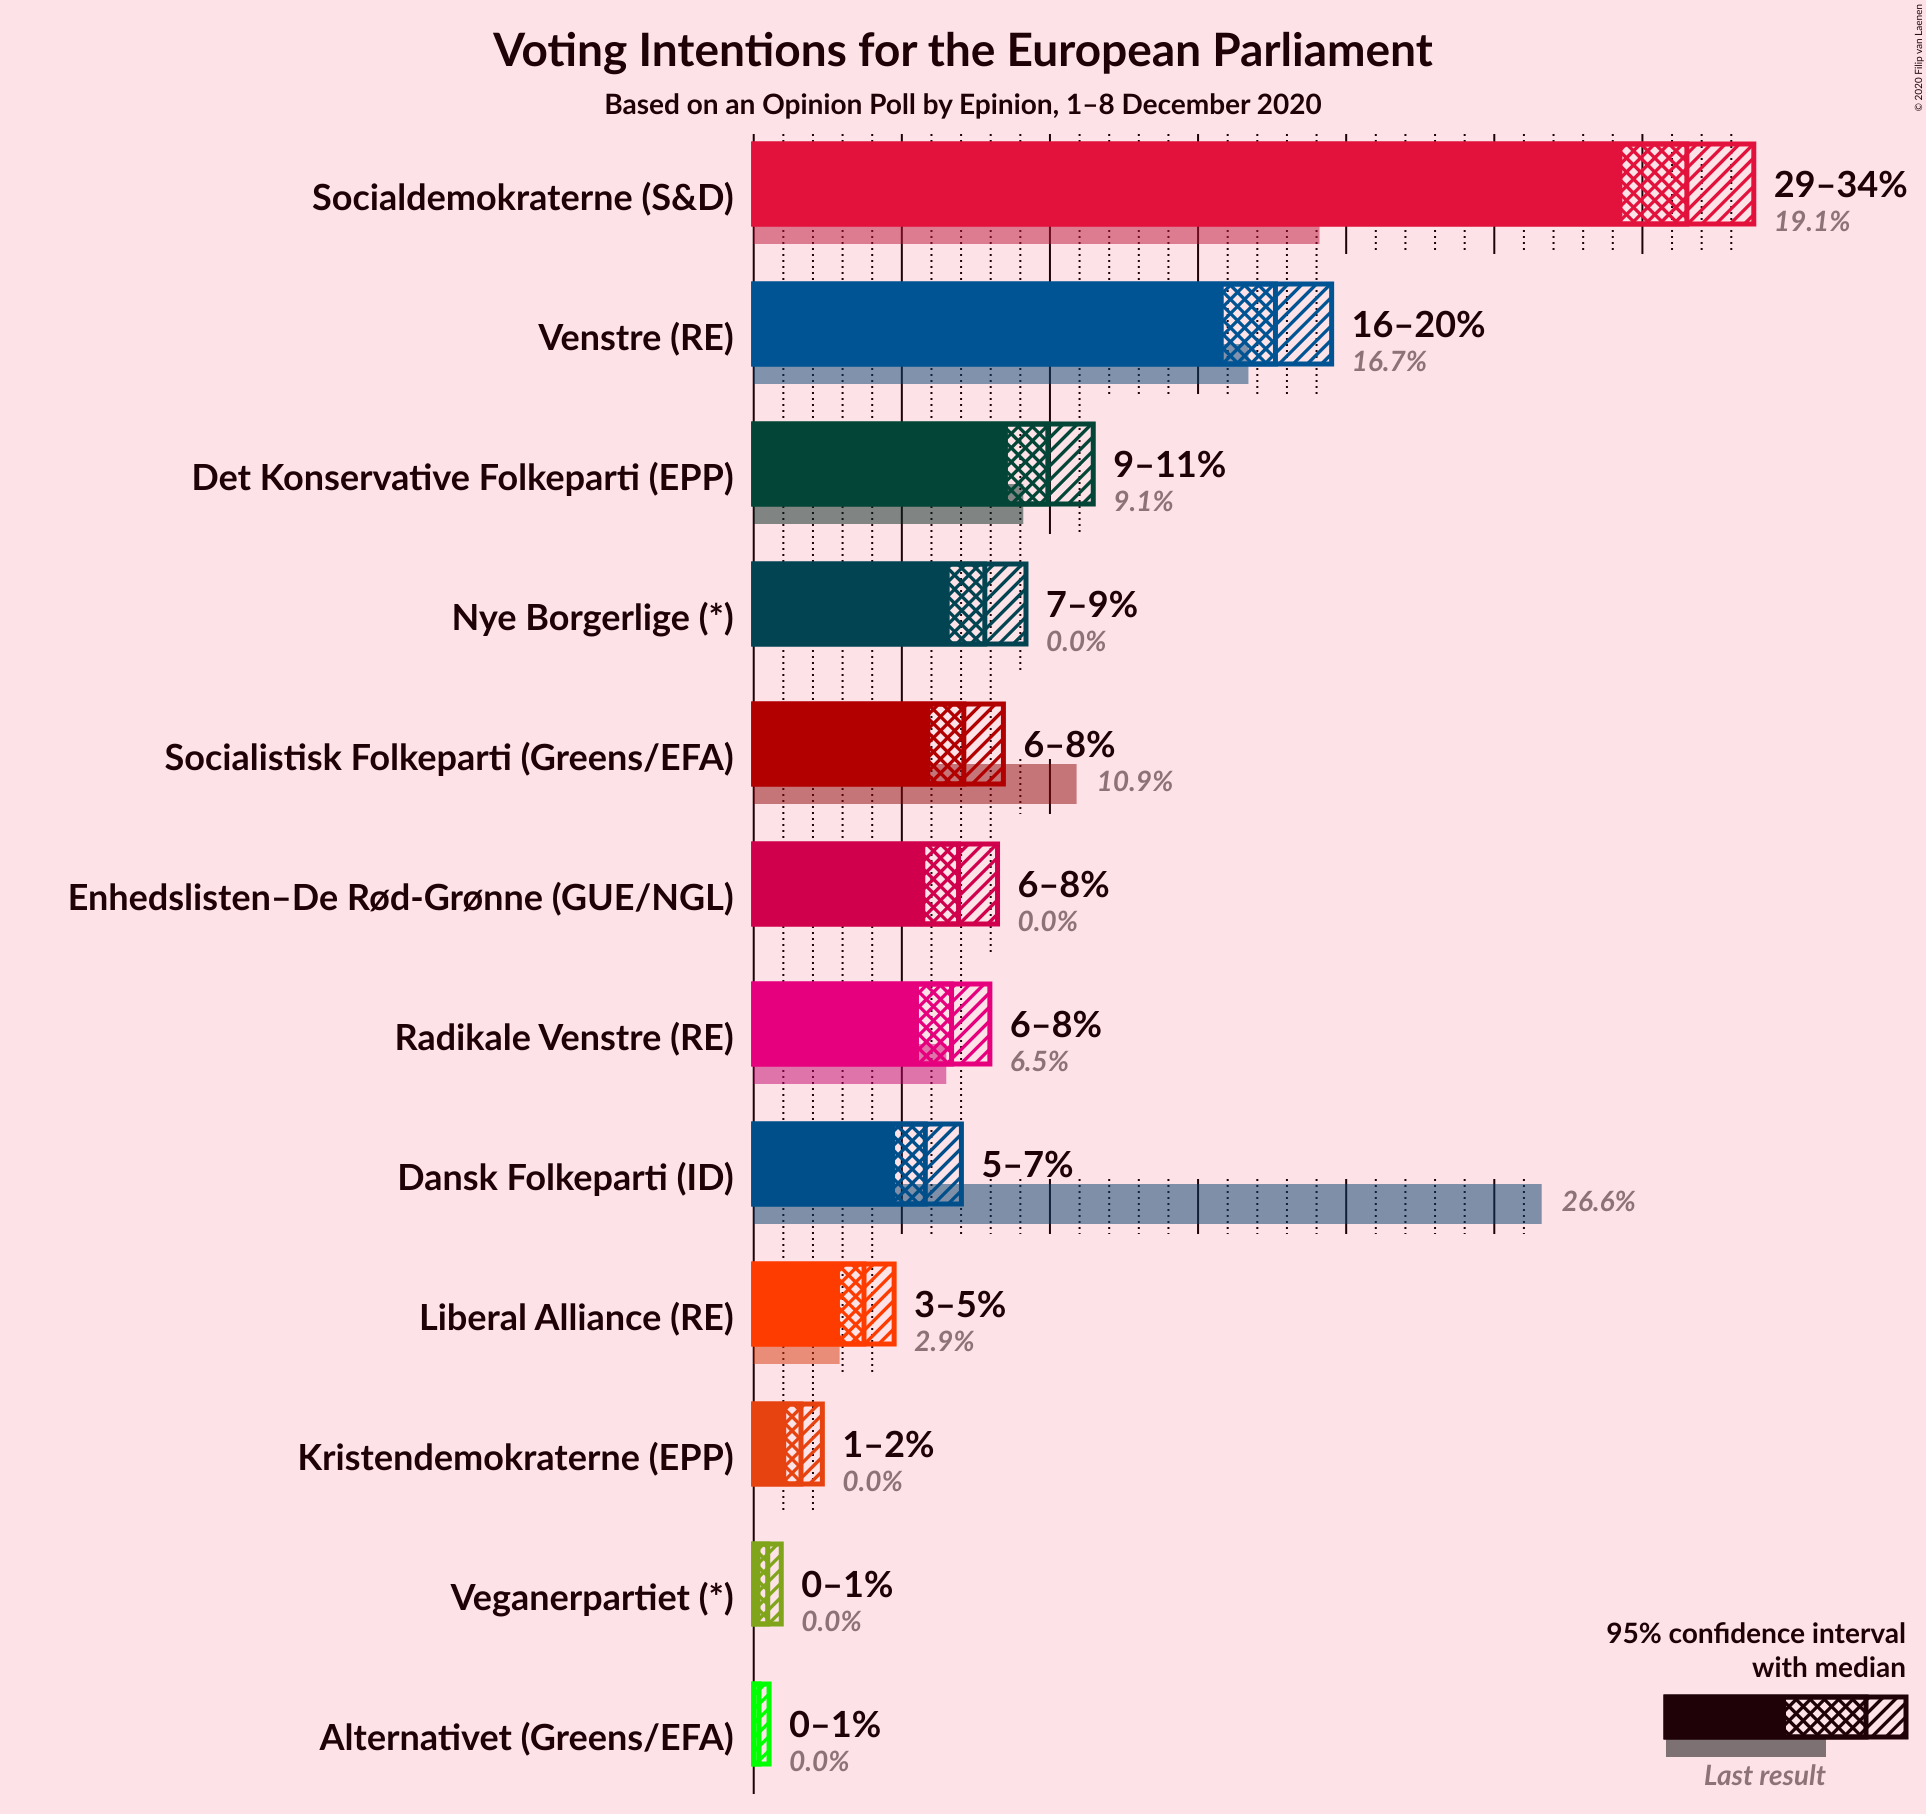 Voting Intentions for the European Parliament
Based on an Opinion Poll by Epinion, 1–8 December 2020
© 2020 Filip van Laenen
Socialdemokraterne (S&D)
29–34%
19.1%
Venstre (RE)
16–20%
16.7%
Det Konservative Folkeparti (EPP)
9–11%
9.1%
Nye Borgerlige (*)
7–9%
0.0%
Socialistisk Folkeparti (Greens/EFA)
6–8%
10.9%
Enhedslisten–De Rød-Grønne (GUE/NGL)
6–8%
0.0%
Radikale Venstre (RE)
6–8%
6.5%
Dansk Folkeparti (ID)
5–7%
26.6%
Liberal Alliance (RE)
3–5%
2.9%
Kristendemokraterne (EPP)
1–2%
0.0%
Veganerpartiet (*)
0–1%
0.0%
Alternativet (Greens/EFA)
0–1%
0.0%
95% confidence interval
with median
Last result